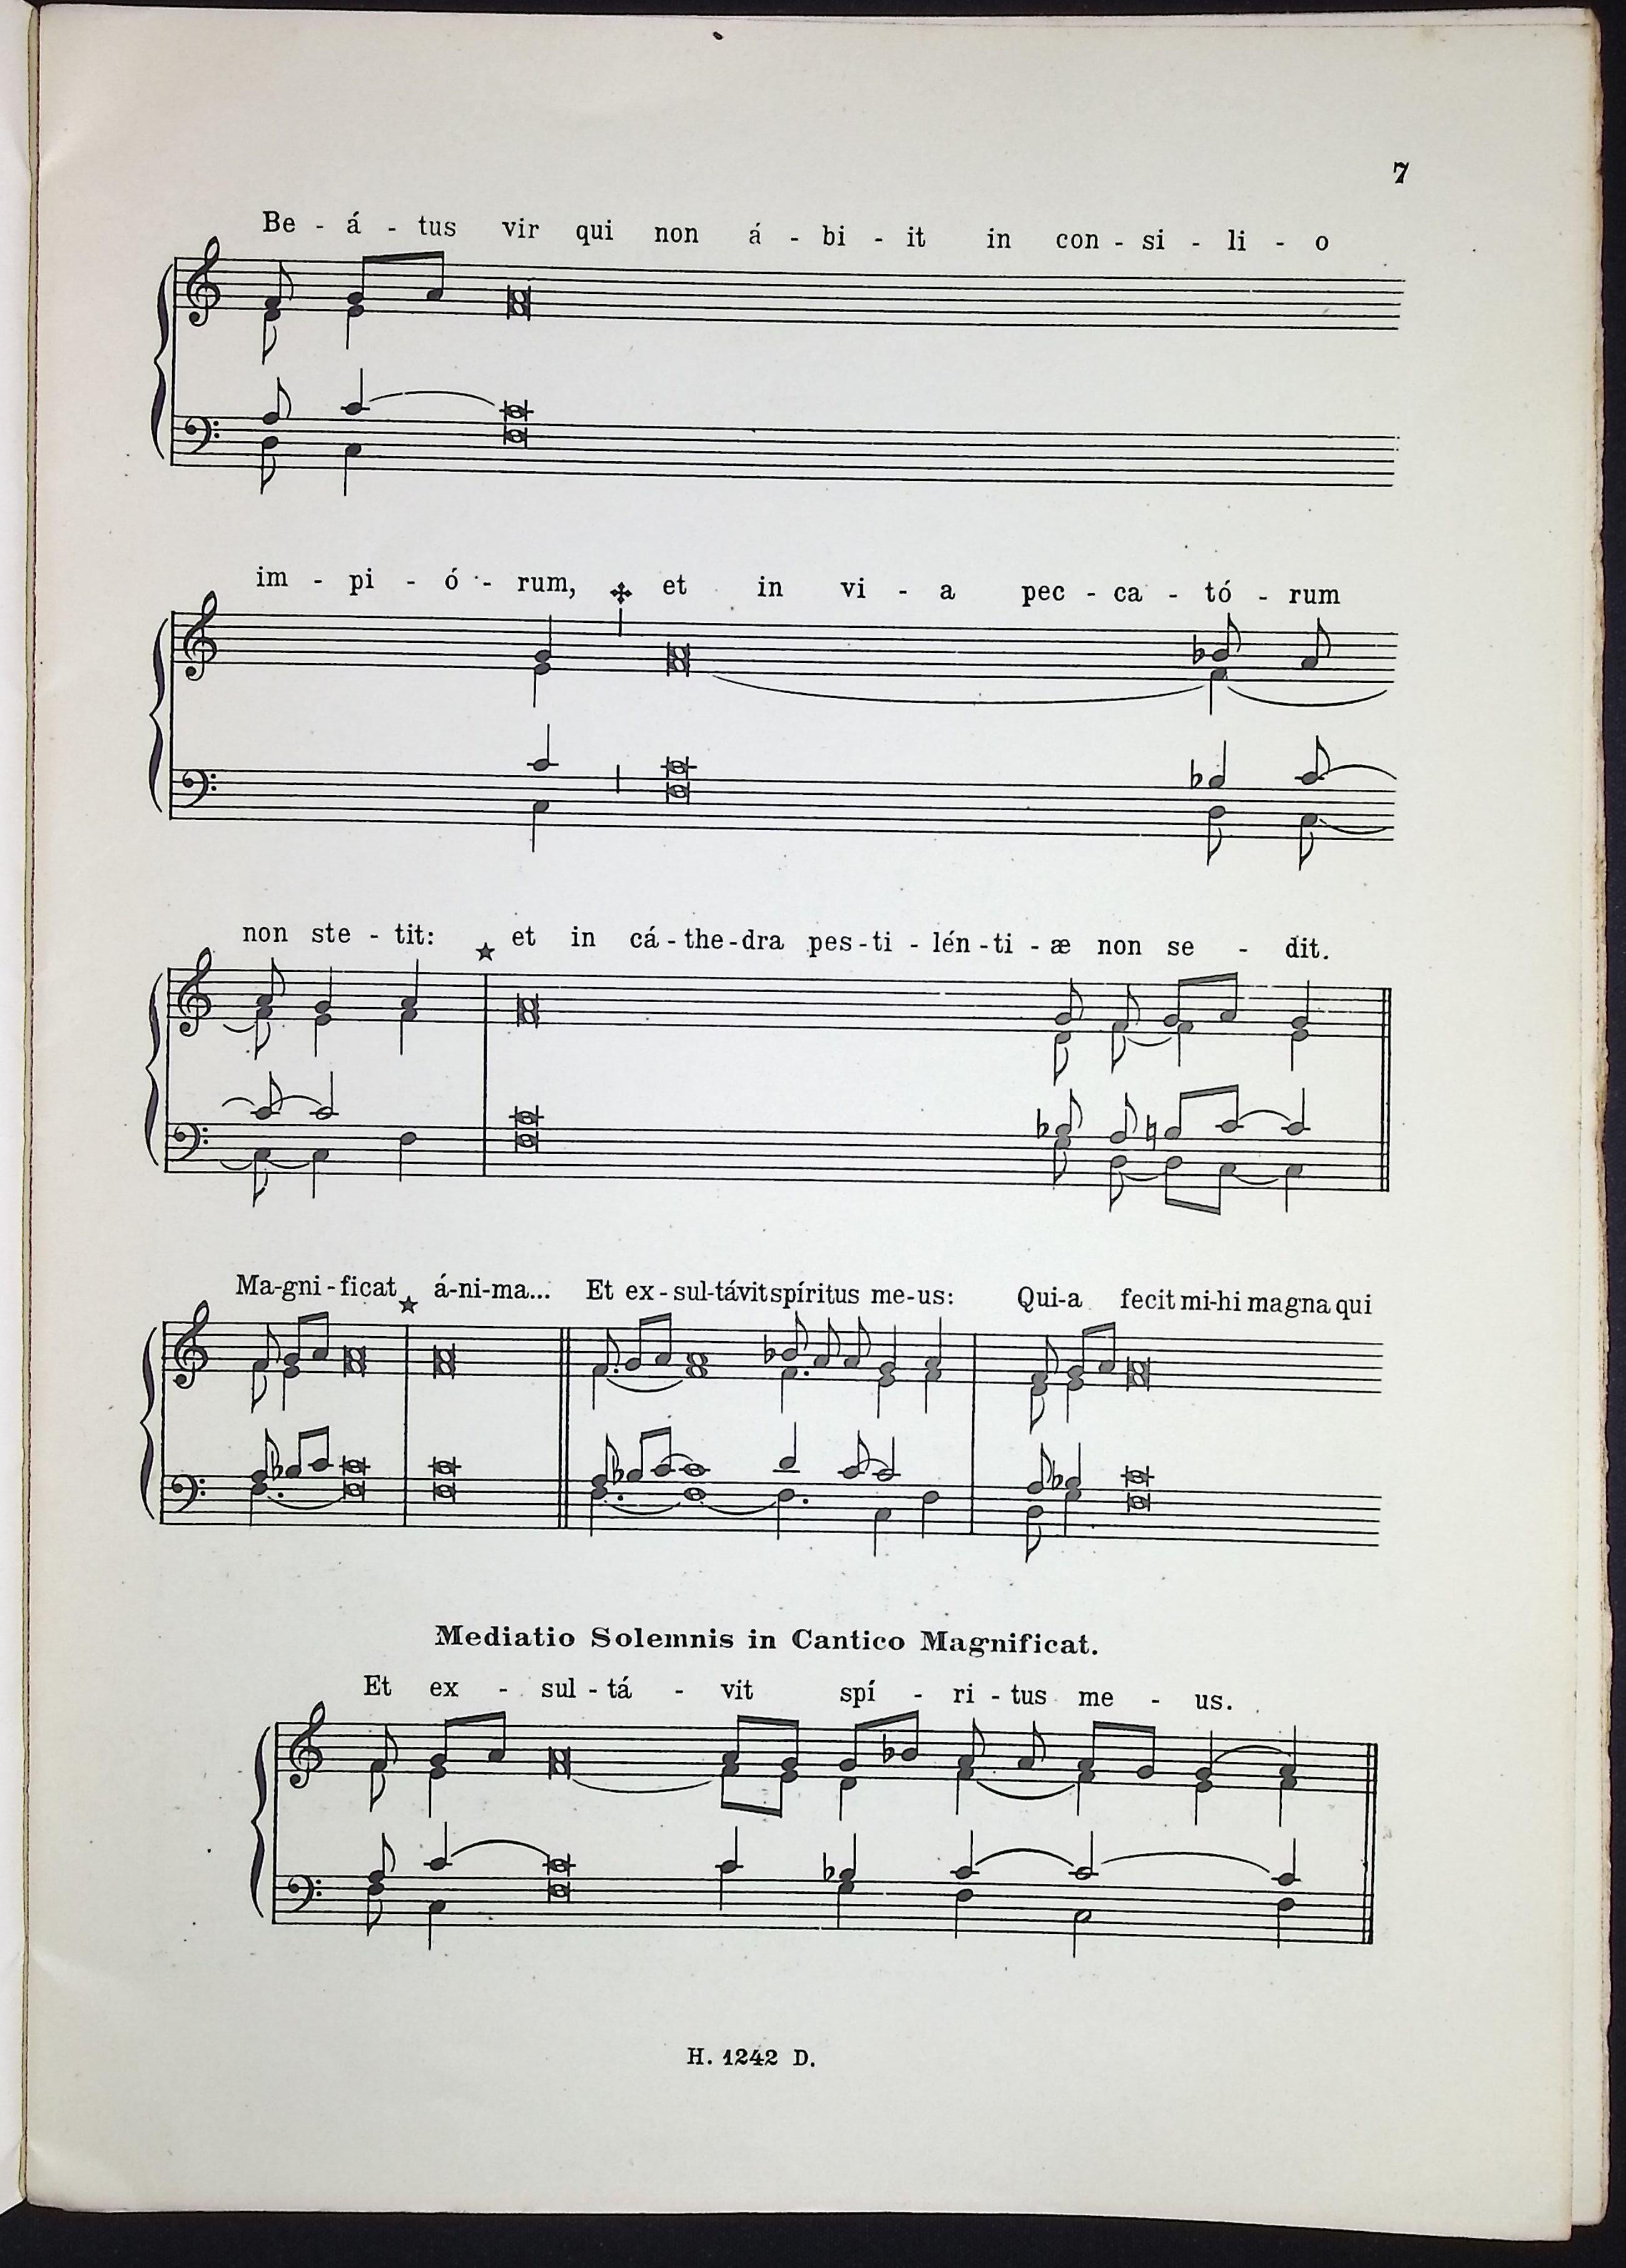 7
Be - á - tus vir qui non á - bi - it in con - si - li - o
im - pi - ó - rum, ✣ et in vi - a pec - ca - tó - rum
non ste - tit: ★ et in cá - the - dra pes - ti - lén - ti - æ non se - dit.
Ma-gni - ficat ★ á-ni-ma... Et ex - sul-távit spíritus me-us: Qui-a fecit mi-hi magna qui
Mediatio Solemnis in Cantico Magnificat.
Et ex - sul - tá - vit spí - ri - tus me - us.
H. 1242 D.